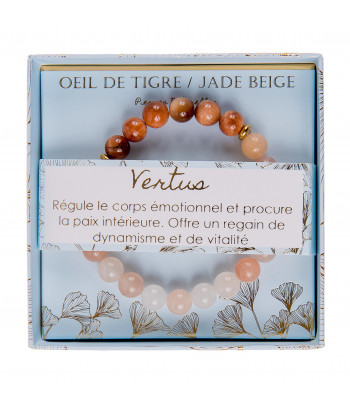 OEIL DE TIGRE / JADE BEIGE
Vertus
Régule le corps émotionnel et procure
la paix intérieure. Offre un regain de
dynamisme et de vitalité